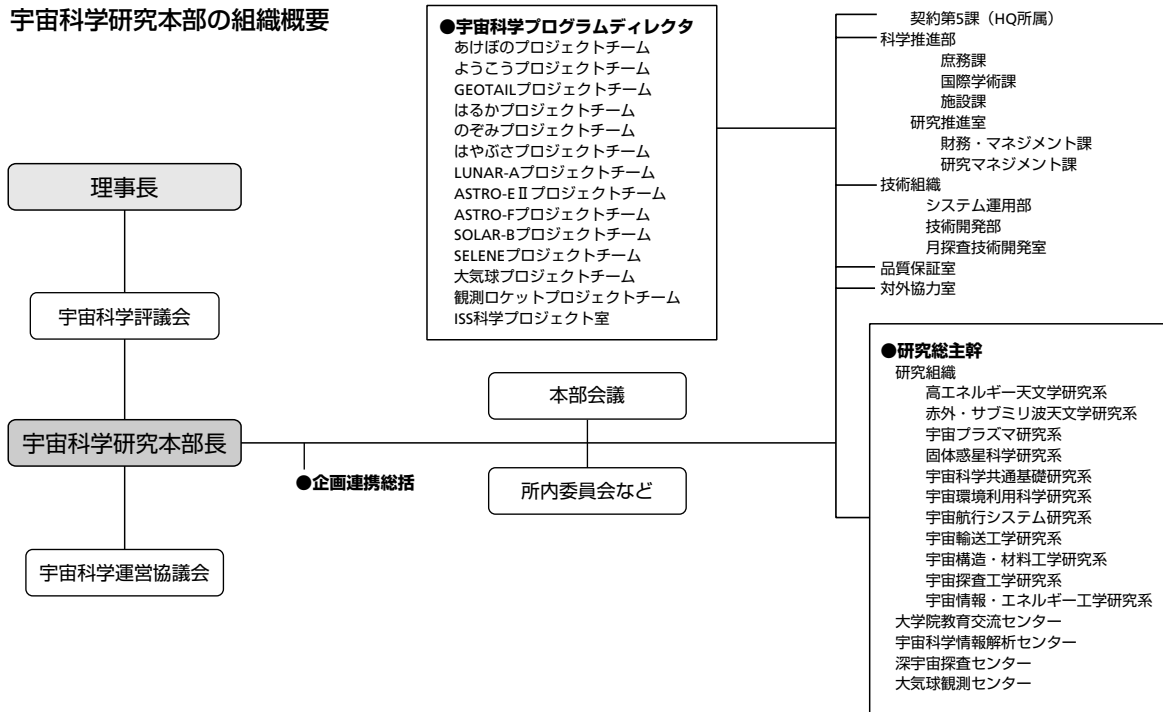 宇宙科学研究本部の組織概要
理事長
宇宙科学評議会
宇宙科学研究本部長
宇宙科学運営協議会
●企画連携総括
●宇宙科学プログラムディレクタ
あけぼのプロジェクトチーム
ようこうプロジェクトチーム
GEOTAILプロジェクトチーム
はるかプロジェクトチーム
のぞみプロジェクトチーム
はやぶさプロジェクトチーム
LUNAR-Aプロジェクトチーム
ASTRO-EⅡプロジェクトチーム
ASTRO-Fプロジェクトチーム
SOLAR-Bプロジェクトチーム
SELENEプロジェクトチーム
大気球プロジェクトチーム
観測ロケットプロジェクトチーム
ISS科学プロジェクト室
本部会議
所内委員会など
契約第5課（HQ所属）
科学推進部
庶務課
国際学術課
施設課
研究推進室
財務・マネジメント課
研究マネジメント課
技術組織
システム運用部
技術開発部
月探査技術開発室
品質保証室
対外協力室
●研究総主幹
研究組織
高エネルギー天文学研究系
赤外・サブミリ波天文学研究系
宇宙プラズマ研究系
固体惑星科学研究系
宇宙科学共通基礎研究系
宇宙環境利用科学研究系
宇宙航行システム研究系
宇宙輸送工学研究系
宇宙構造・材料工学研究系
宇宙探査工学研究系
宇宙情報・エネルギー工学研究系
大学院教育交流センター
宇宙科学情報解析センター
深宇宙探査センター
大気球観測センター